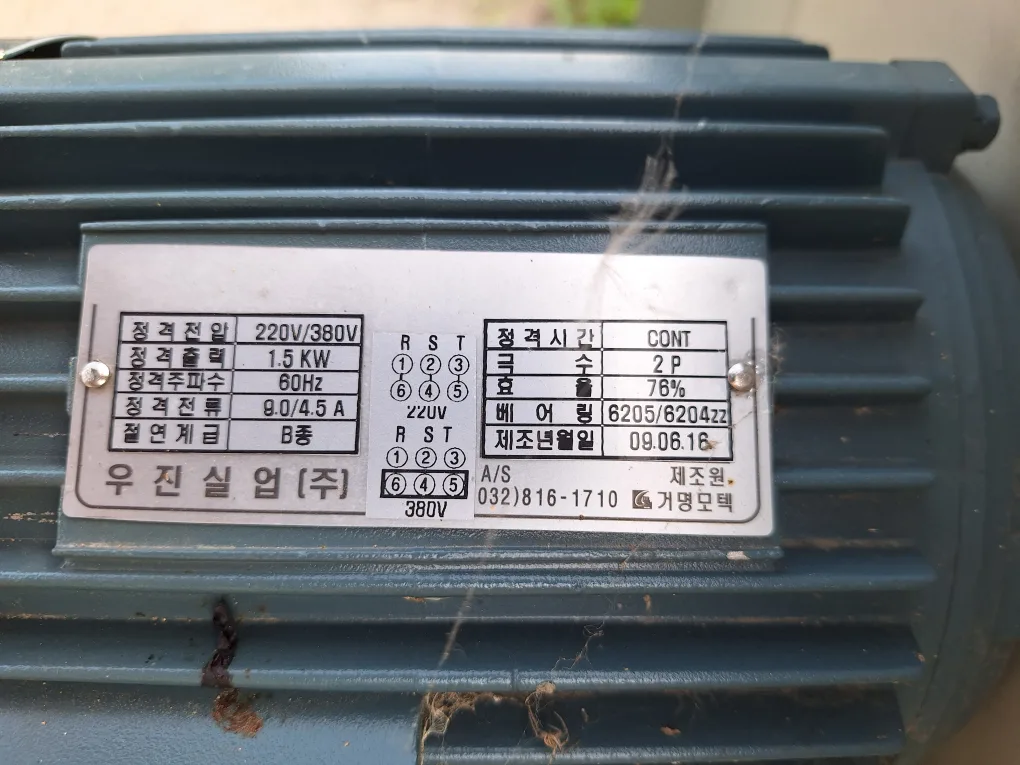 정격전압 220V/380V
정격출력 1.5 KW
정격주파수 60Hz
정격전류 9.0/4.5 A
절연계급 B종
우진실업(주)
R S T
① ② ③
⑥ ④ ⑤
220V
R S T
① ② ③
⑥ ④ ⑤
380V
정격시간 CONT
극 수 2 P
효 율 76%
베어링 6205/6204zz
제조년월일 09.06.16
A/S 제조원
032)816-1710 거명모텍